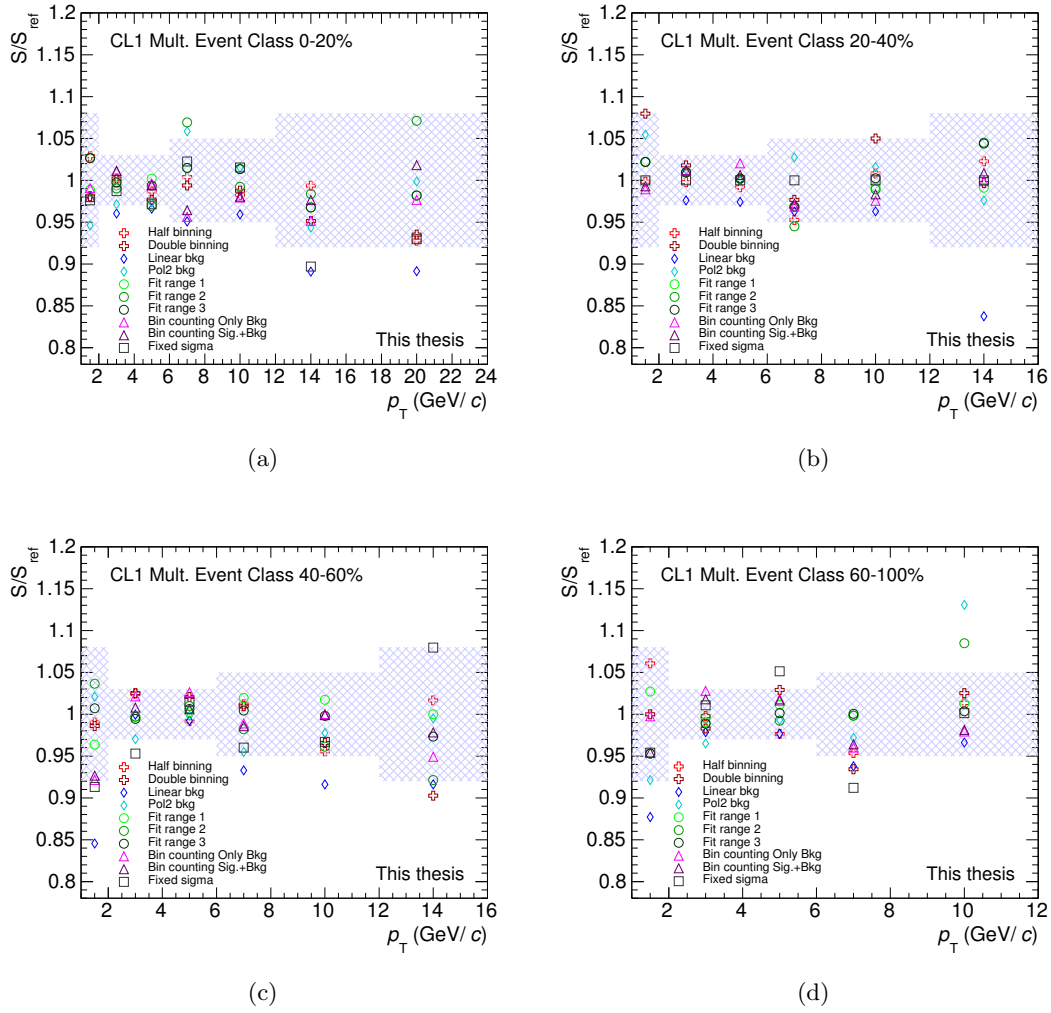 S/S ref
CL1 Mult. Event Class 0-20%
1.2
1.15
1.1
1.05
1
0.95
0.9
0.85
0.8
Half binning
Double binning
Linear bkg
Pol2 bkg
Fit range 1
Fit range 2
Fit range 3
Bin counting Only Bkg
Bin counting Sig.+Bkg
Fixed sigma
This thesis
2 4 6 8 10 12 14 16 18 20 22 24
p T (GeV/ c)
(a)
S/S ref
CL1 Mult. Event Class 20-40%
1.2
1.15
1.1
1.05
1
0.95
0.9
0.85
0.8
Half binning
Double binning
Linear bkg
Pol2 bkg
Fit range 1
Fit range 2
Fit range 3
Bin counting Only Bkg
Bin counting Sig.+Bkg
Fixed sigma
This thesis
2 4 6 8 10 12 14 16
p T (GeV/ c)
(b)
S/S ref
CL1 Mult. Event Class 40-60%
1.2
1.15
1.1
1.05
1
0.95
0.9
0.85
0.8
Half binning
Double binning
Linear bkg
Pol2 bkg
Fit range 1
Fit range 2
Fit range 3
Bin counting Only Bkg
Bin counting Sig.+Bkg
Fixed sigma
This thesis
2 4 6 8 10 12 14 16
p T (GeV/ c)
(c)
S/S ref
CL1 Mult. Event Class 60-100%
1.2
1.15
1.1
1.05
1
0.95
0.9
0.85
0.8
Half binning
Double binning
Linear bkg
Pol2 bkg
Fit range 1
Fit range 2
Fit range 3
Bin counting Only Bkg
Bin counting Sig.+Bkg
Fixed sigma
This thesis
2 4 6 8 10 12
p T (GeV/ c)
(d)